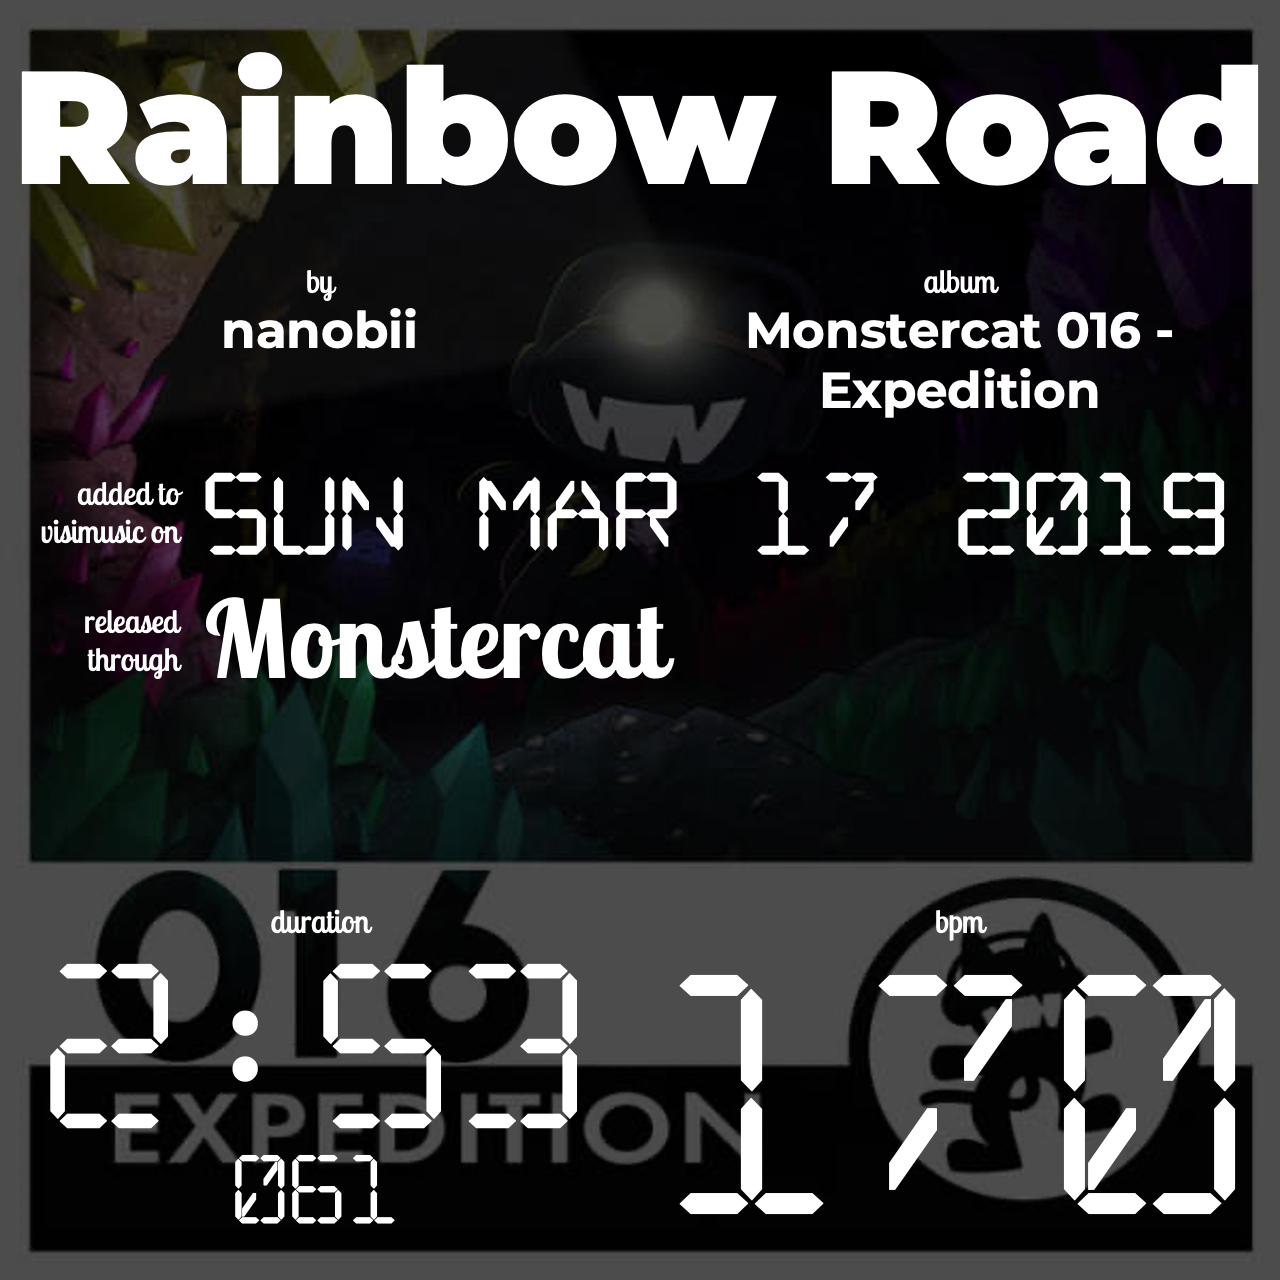 Rainbow Road
by
nanobii
album
Monstercat 016 -
Expedition
added to
visimusic on
SUN MAR 17 2019
released
through
Monstercat
016
duration
bpm
2:53
170
EXPEDITION
061